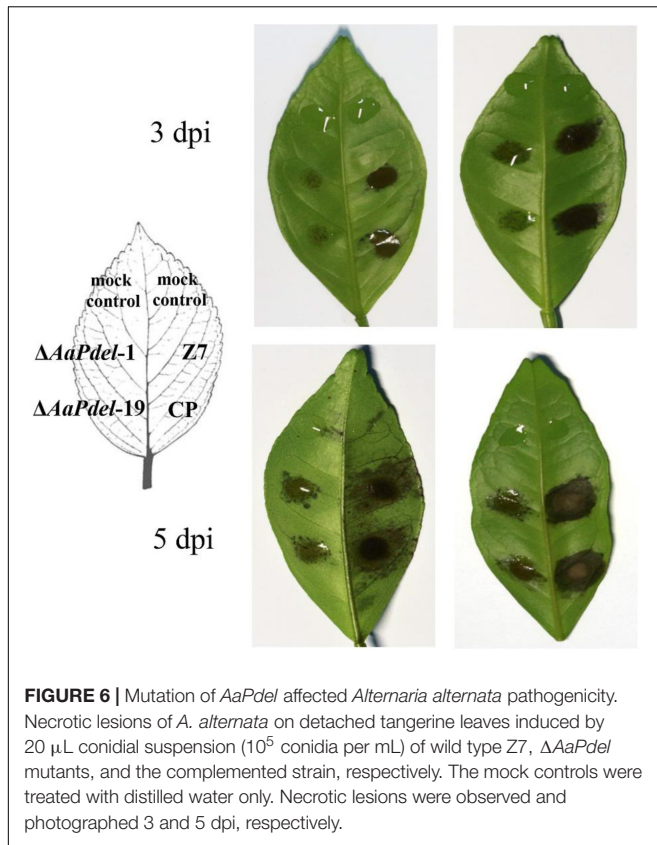 3 dpi
mock mock
control control
ΔAaPdel-1 Z7
ΔAaPdel-19 CP
5 dpi
FIGURE 6 | Mutation of AaPdel affected Alternaria alternata pathogenicity.
Necrotic lesions of A. alternata on detached tangerine leaves induced by
20 μL conidial suspension (10⁵ conidia per mL) of wild type Z7, ΔAaPdel
mutants, and the complemented strain, respectively. The mock controls were
treated with distilled water only. Necrotic lesions were observed and
photographed 3 and 5 dpi, respectively.